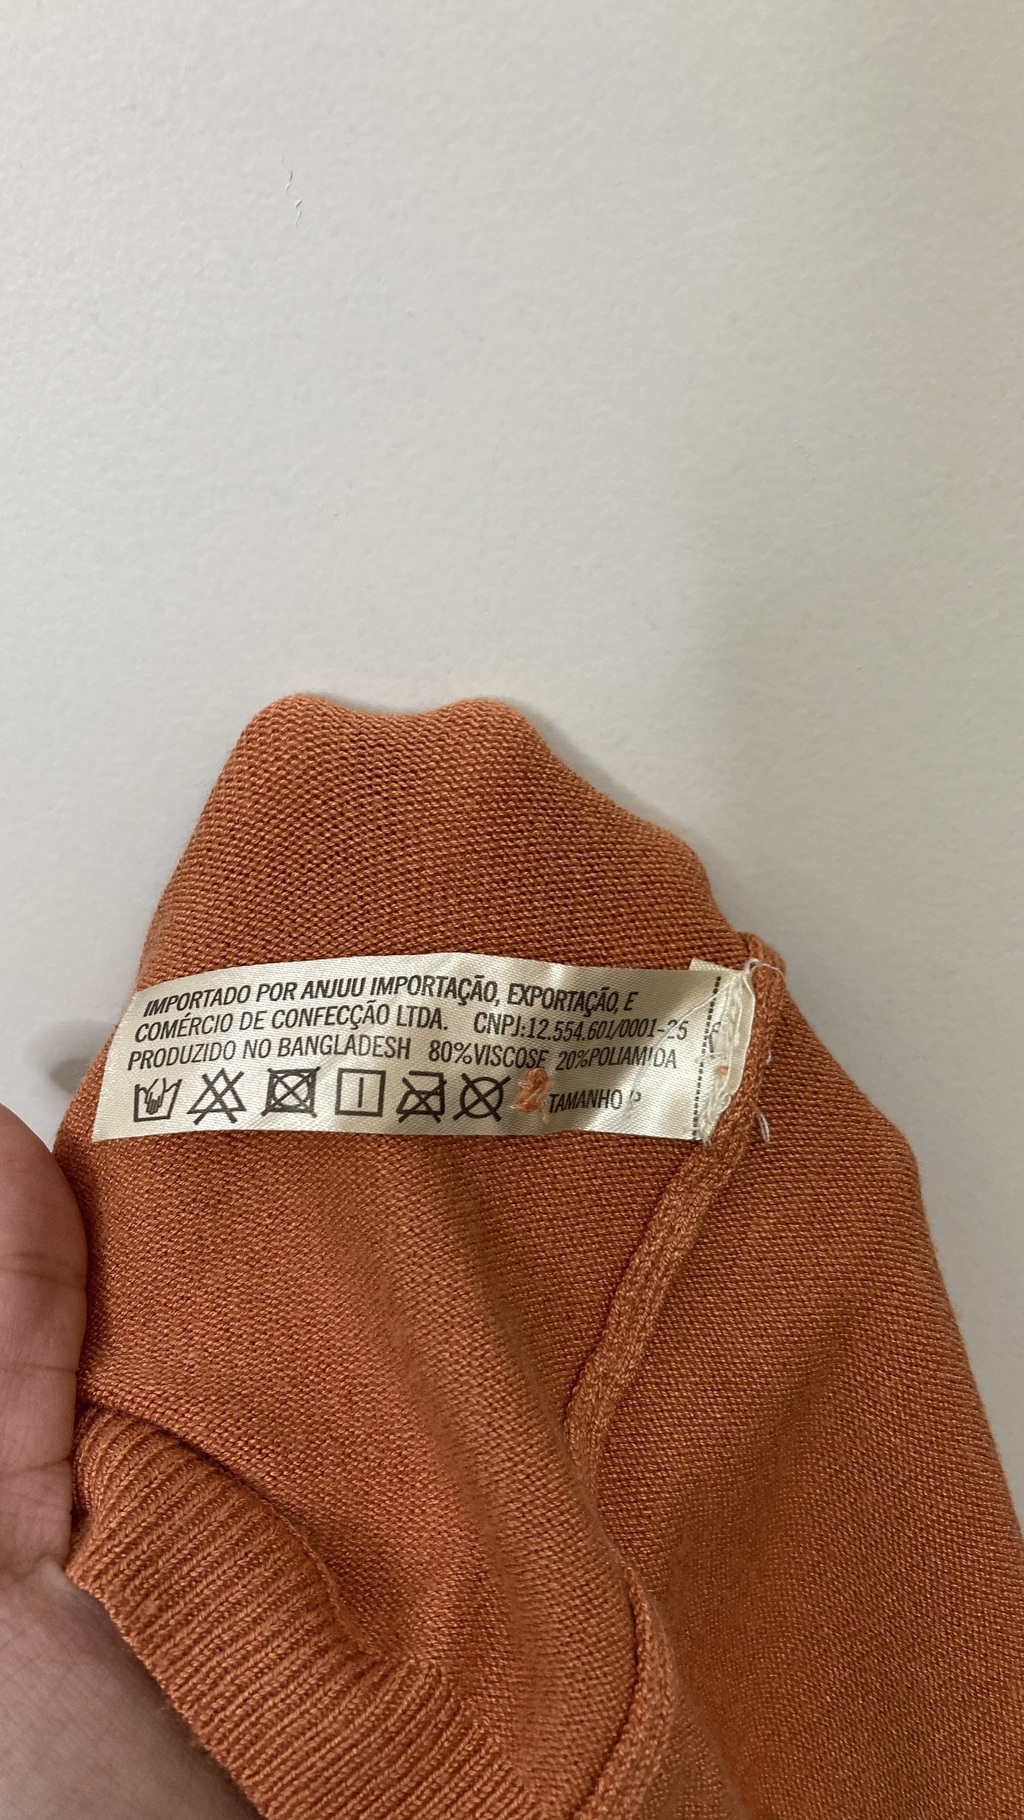 IMPORTADO POR ANJUU IMPORTAÇÃO, EXPORTAÇÃO, E
COMÉRCIO DE CONFECÇÃO LTDA. CNPJ:12.554.601/0001-25
PRODUZIDO NO BANGLADESH 80%VISCOSE 20%POLIAMIDA
TAMANHO P